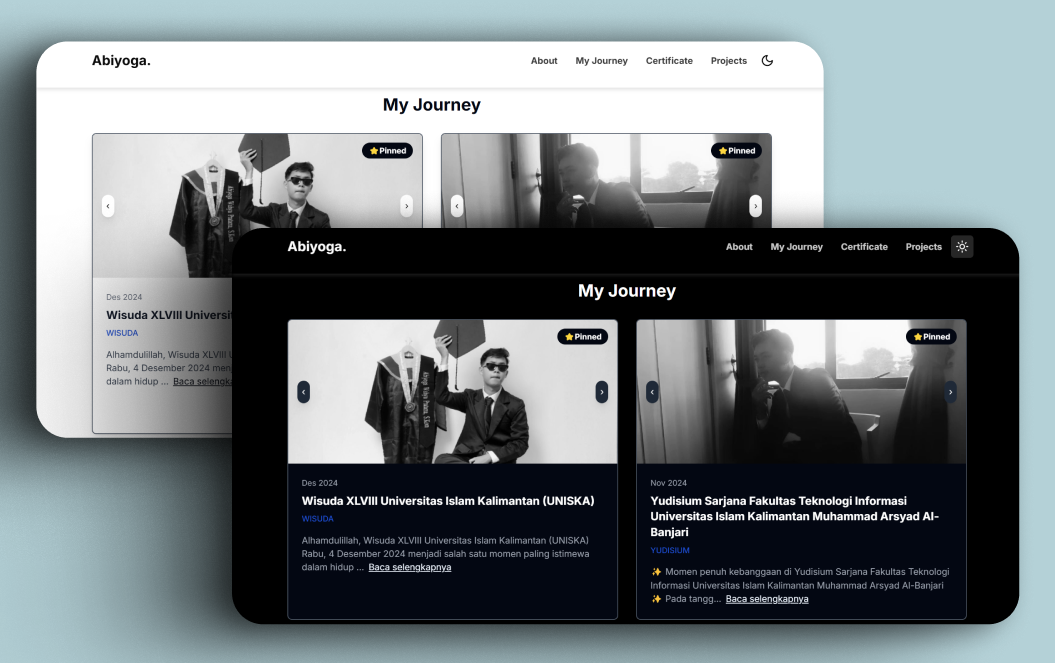 Abiyoga.
About My Journey Certificate Projects
My Journey
⭐ Pinned
⭐ Pinned
Des 2024
Wisuda XLVIII Universit
WISUDA
Alhamdulillah, Wisuda XLVIII U
Rabu, 4 Desember 2024 men
dalam hidup ... Baca selengka
Abiyoga.
About My Journey Certificate Projects
My Journey
⭐ Pinned
Des 2024
Wisuda XLVIII Universitas Islam Kalimantan (UNISKA)
WISUDA
Alhamdulillah, Wisuda XLVIII Universitas Islam Kalimantan (UNISKA)
Rabu, 4 Desember 2024 menjadi salah satu momen paling istimewa
dalam hidup ... Baca selengkapnya
⭐ Pinned
Nov 2024
Yudisium Sarjana Fakultas Teknologi Informasi
Universitas Islam Kalimantan Muhammad Arsyad Al-
Banjari
YUDISIUM
✨ Momen penuh kebanggaan di Yudisium Sarjana Fakultas Teknologi
Informasi Universitas Islam Kalimantan Muhammad Arsyad Al-Banjari
✨ Pada tangg... Baca selengkapnya